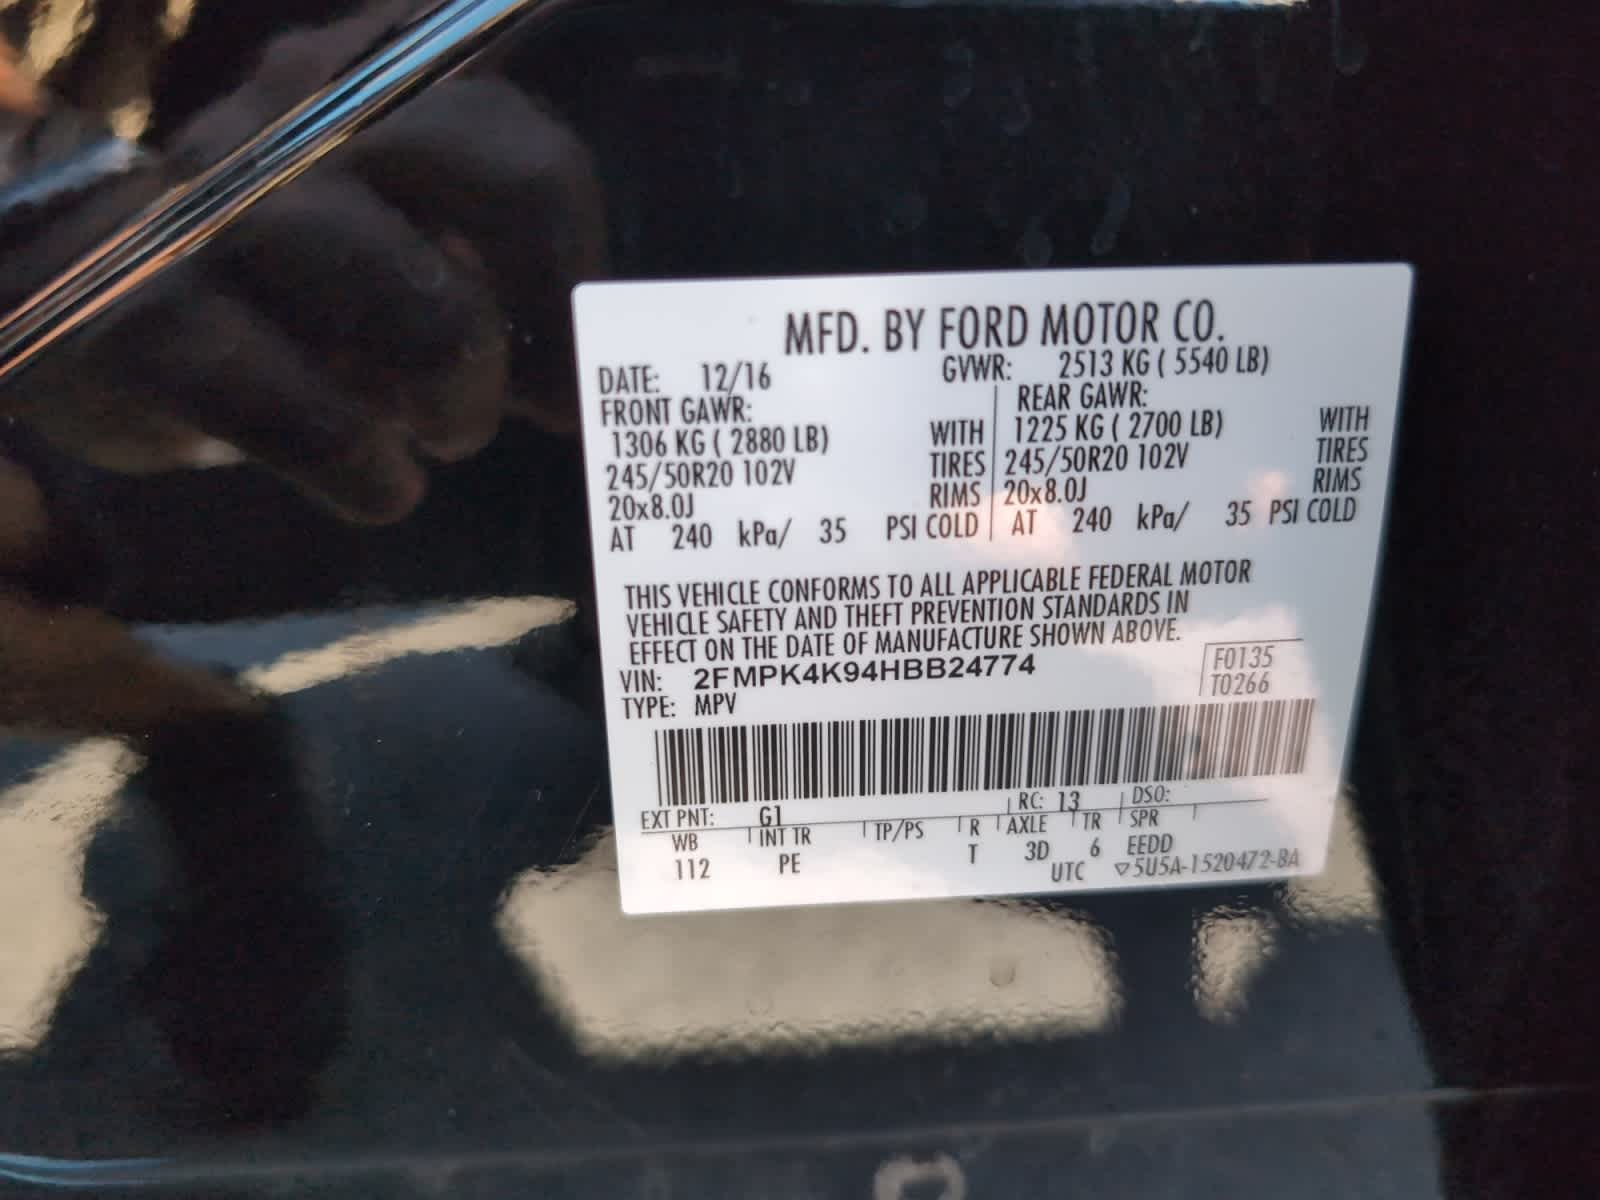 MFD. BY FORD MOTOR CO.
DATE: 12/16 GVWR: 2513 KG ( 5540 LB)
FRONT GAWR: REAR GAWR:
1306 KG ( 2880 LB) WITH 1225 KG ( 2700 LB) WITH
245/50R20 102V TIRES 245/50R20 102V TIRES
20x8.0J RIMS 20x8.0J RIMS
AT 240 kPa/ 35 PSI COLD AT 240 kPa/ 35 PSI COLD
THIS VEHICLE CONFORMS TO ALL APPLICABLE FEDERAL MOTOR
VEHICLE SAFETY AND THEFT PREVENTION STANDARDS IN
EFFECT ON THE DATE OF MANUFACTURE SHOWN ABOVE.
VIN: 2FMPK4K94HBB24774 F0135
TYPE: MPV T0266
EXT PNT: G1 RC: 13 DSO:
WB INT TR TP/PS R AXLE TR SPR
112 PE T 3D 6 EEDD
UTC ▽5U5A-1520472-BA